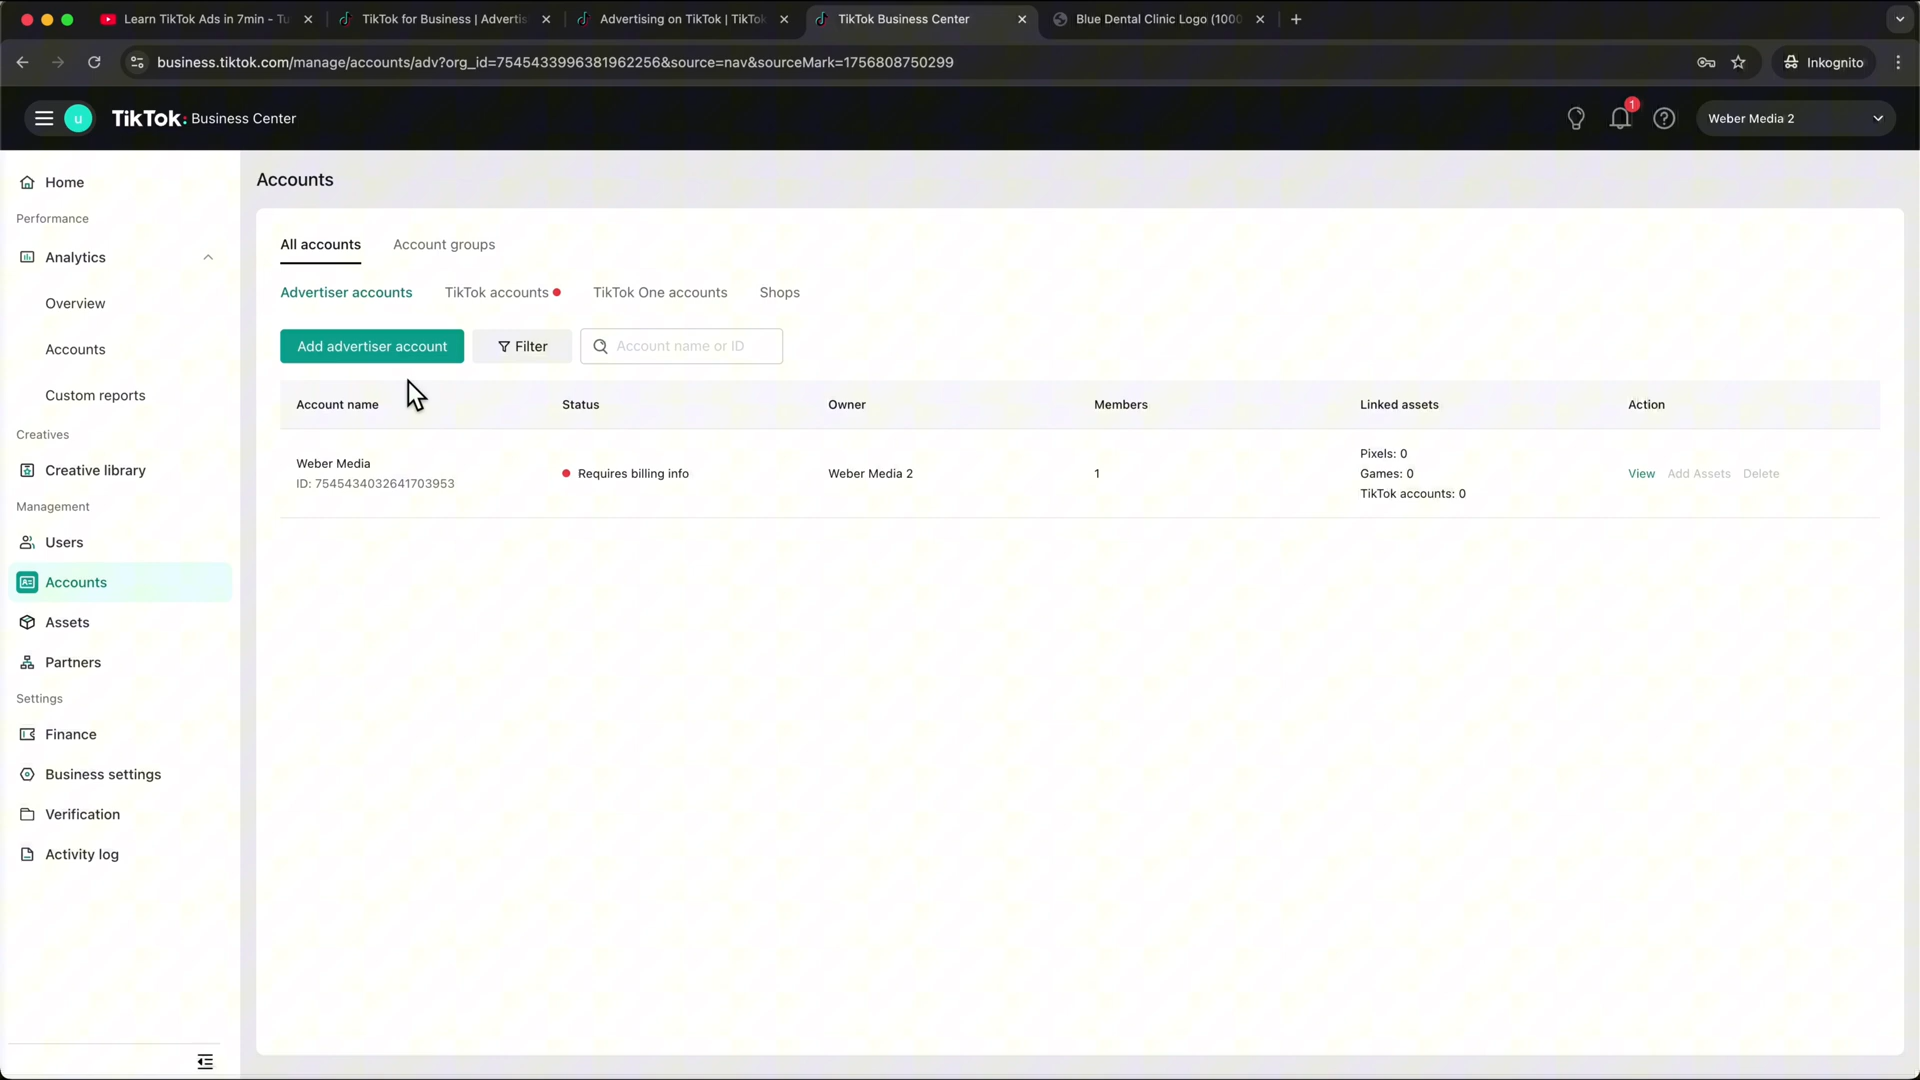 Learn TikTok Ads in 7min - Tu
TikTok for Business | Advertis
Advertising on TikTok | TikTok
TikTok Business Center
Blue Dental Clinic Logo (1000
business.tiktok.com/manage/accounts/adv?org_id=7545433996381962256&source=nav&sourceMark=1756808750299
Inkognito
u
TikTok: Business Center
1
Weber Media 2
Home
Performance
Analytics
Overview
Accounts
Custom reports
Creatives
Creative library
Management
Users
Accounts
Assets
Partners
Settings
Finance
Business settings
Verification
Activity log
Accounts
All accounts
Account groups
Advertiser accounts
TikTok accounts
TikTok One accounts
Shops
Add advertiser account
Filter
Account name or ID
Account name
Status
Owner
Members
Linked assets
Action
Weber Media
ID: 7545434032641703953
Requires billing info
Weber Media 2
1
Pixels: 0
Games: 0
TikTok accounts: 0
View
Add Assets
Delete